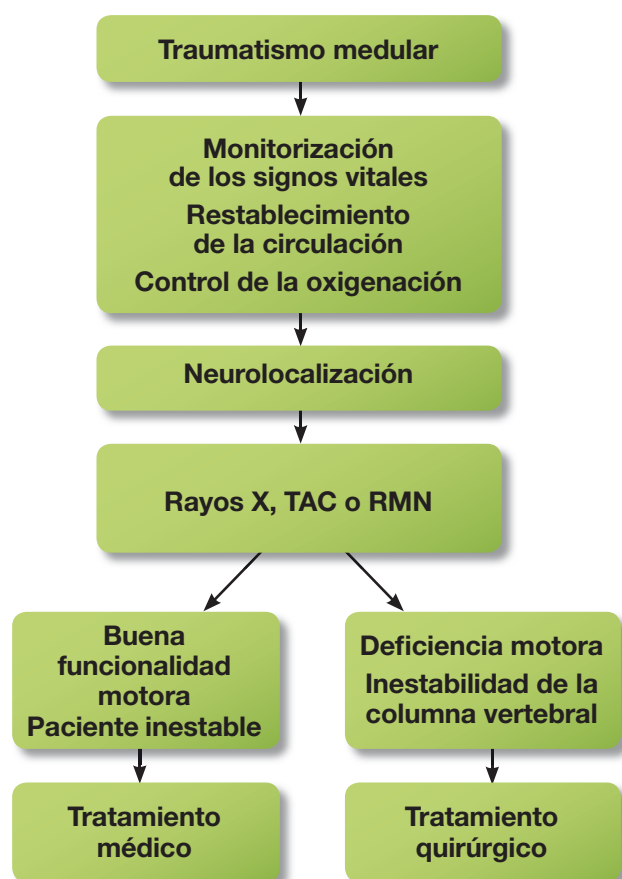 Traumatismo medular
Monitorización
de los signos vitales
Restablecimiento
de la circulación
Control de la oxigenación
Neurolocalización
Rayos X, TAC o RMN
Buena
funcionalidad
motora
Paciente inestable
Deficiencia motora
Inestabilidad de la
columna vertebral
Tratamiento
médico
Tratamiento
quirúrgico